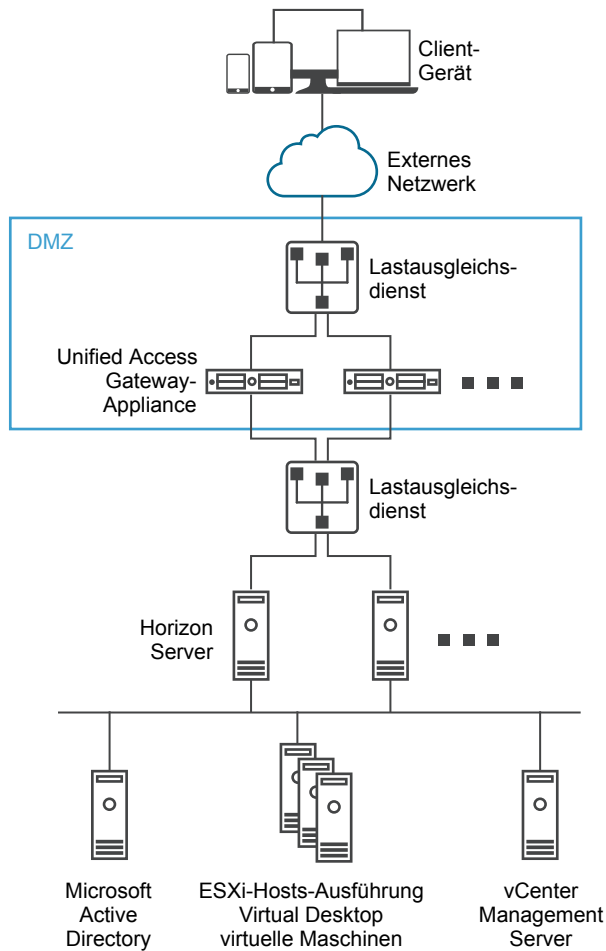 Client-
Gerät
Externes
Netzwerk
DMZ
Lastausgleichs-
dienst
Unified Access
Gateway-
Appliance
Lastausgleichs-
dienst
Horizon
Server
Microsoft
Active
Directory
ESXi-Hosts-Ausführung
Virtual Desktop
virtuelle Maschinen
vCenter
Management
Server